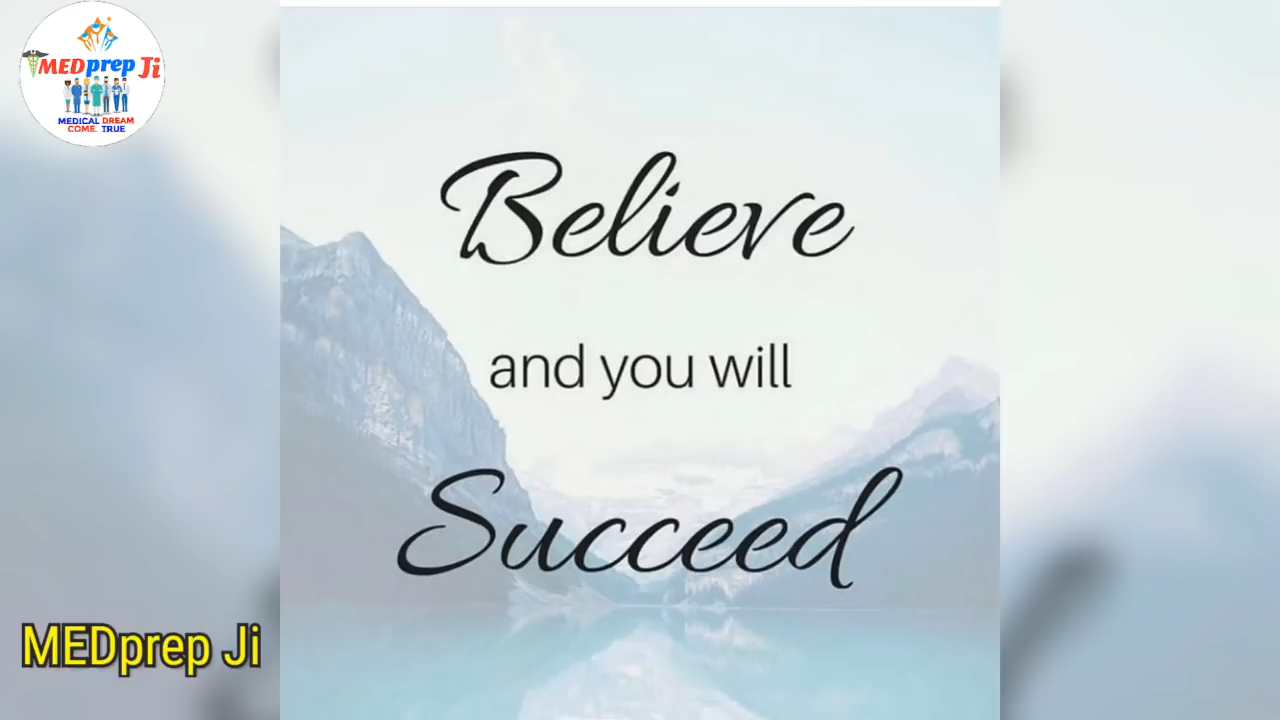 MEDprep Ji
MEDICAL DREAM
COME. TRUE
Believe
and you will
Succeed
MEDprep Ji